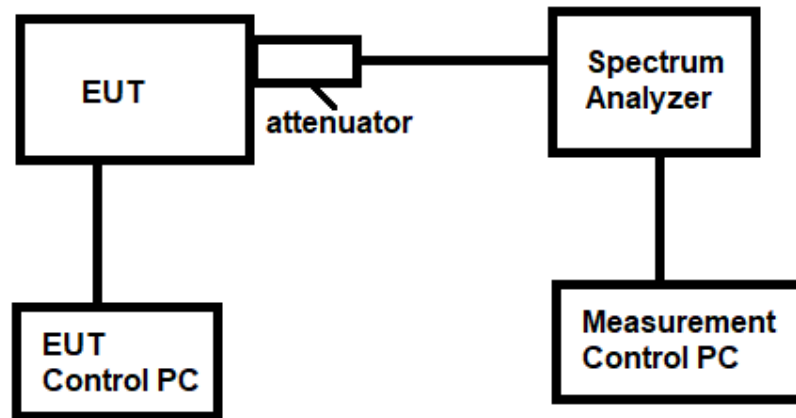 EUT
attenuator
Spectrum
Analyzer
EUT
Control PC
Measurement
Control PC